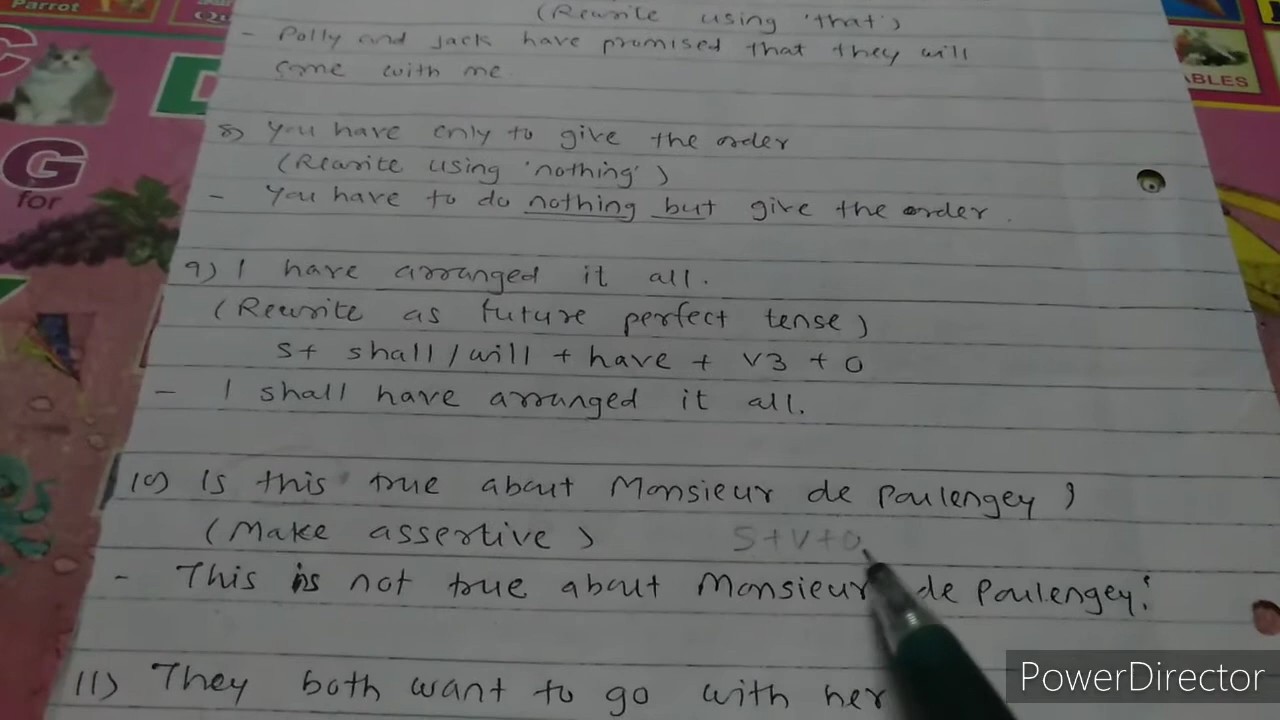 Parrot
Qu
(Rewrite using 'that')
- Polly and Jack have promised that they will
come with me
C
G
for
ABLES
8) You have only to give the order
(Rewrite using 'nothing')
- You have to do nothing but give the order.
9) I have arranged it all.
(Rewrite as future perfect tense)
S+ shall/will + have + V3 + O
- I shall have arranged it all.
10) Is this true about Monsieur de Poulengey?
(Make assertive) S+V+O
- This is not true about Monsieur de Poulengey.
11) They both want to go with her
PowerDirector